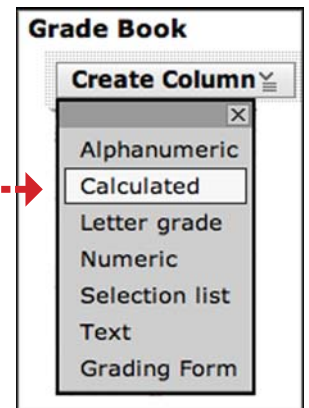 Grade Book
Create Column
Alphanumeric
Calculated
Letter grade
Numeric
Selection list
Text
Grading Form